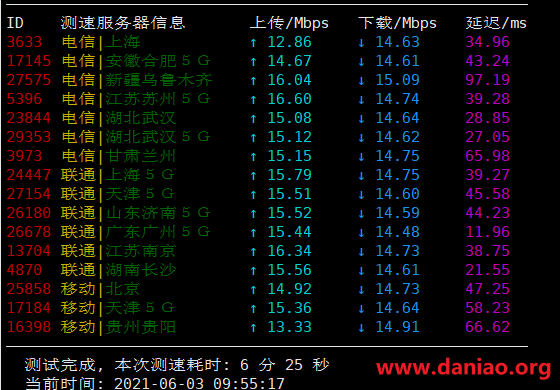 ID 测速服务器信息 上传/Mbps 下载/Mbps 延迟/ms
3633 电信|上海 ↑ 12.86 ↓ 14.63 34.96
17145 电信|安徽合肥５Ｇ ↑ 14.67 ↓ 14.61 43.24
27575 电信|新疆乌鲁木齐 ↑ 16.04 ↓ 15.09 97.19
5396 电信|江苏苏州５Ｇ ↑ 16.60 ↓ 14.74 39.28
23844 电信|湖北武汉 ↑ 15.08 ↓ 14.64 28.85
29353 电信|湖北武汉５Ｇ ↑ 15.12 ↓ 14.62 27.05
3973 电信|甘肃兰州 ↑ 15.15 ↓ 14.75 65.98
24447 联通|上海５Ｇ ↑ 15.79 ↓ 14.75 39.27
27154 联通|天津５Ｇ ↑ 15.51 ↓ 14.60 45.58
26180 联通|山东济南５Ｇ ↑ 15.52 ↓ 14.59 44.23
26678 联通|广东广州５Ｇ ↑ 15.44 ↓ 14.48 11.96
13704 联通|江苏南京 ↑ 16.34 ↓ 14.73 38.75
4870 联通|湖南长沙 ↑ 15.56 ↓ 14.61 21.55
25858 移动|北京 ↑ 14.92 ↓ 14.73 47.25
17184 移动|天津５Ｇ ↑ 15.36 ↓ 14.64 58.23
16398 移动|贵州贵阳 ↑ 13.33 ↓ 14.91 66.62
测试完成, 本次测速耗时: 6 分 25 秒
www.daniao.org
当前时间: 2021-06-03 09:55:17